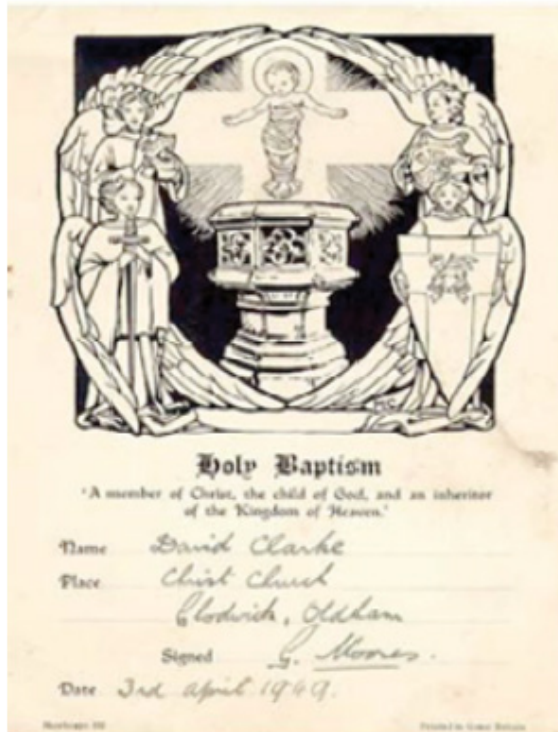 Holy Baptism
'A member of Christ, the child of God, and an inheritor
of the Kingdom of Heaven.'
Name David Clarke
Place Christ Church
Glodwick, Oldham
Signed G. Moores.
Date 3rd April 1949.
Printed in Great Britain